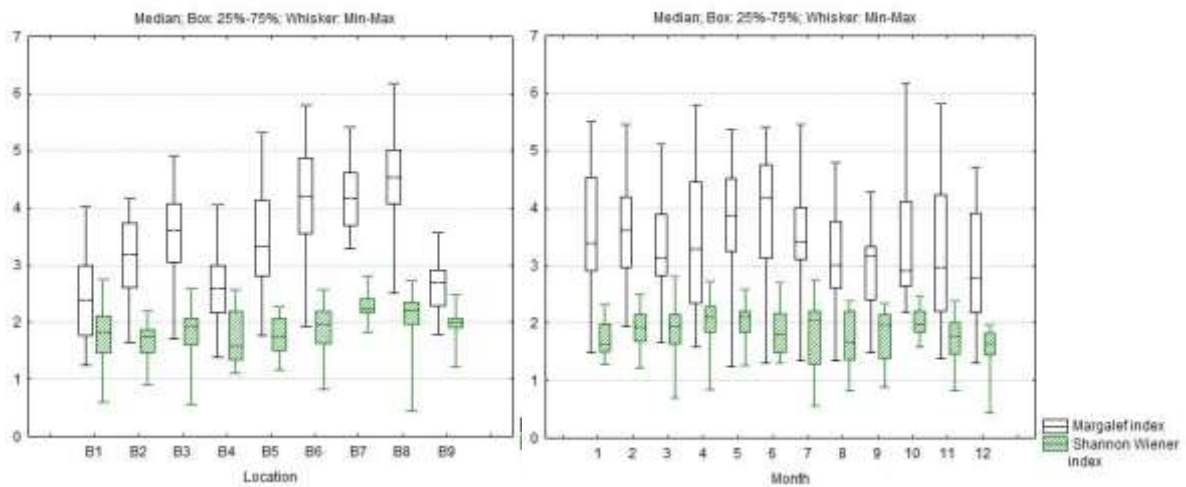 Median; Box: 25%-75%; Whisker: Min-Max
7
6
5
4
3
2
1
0
B1 B2 B3 B4 B5 B6 B7 B8 B9
Location
Median; Box: 25%-75%; Whisker: Min-Max
7
6
5
4
3
2
1
0
1 2 3 4 5 6 7 8 9 10 11 12
Month
Margalef index
Shannon Wiener
index